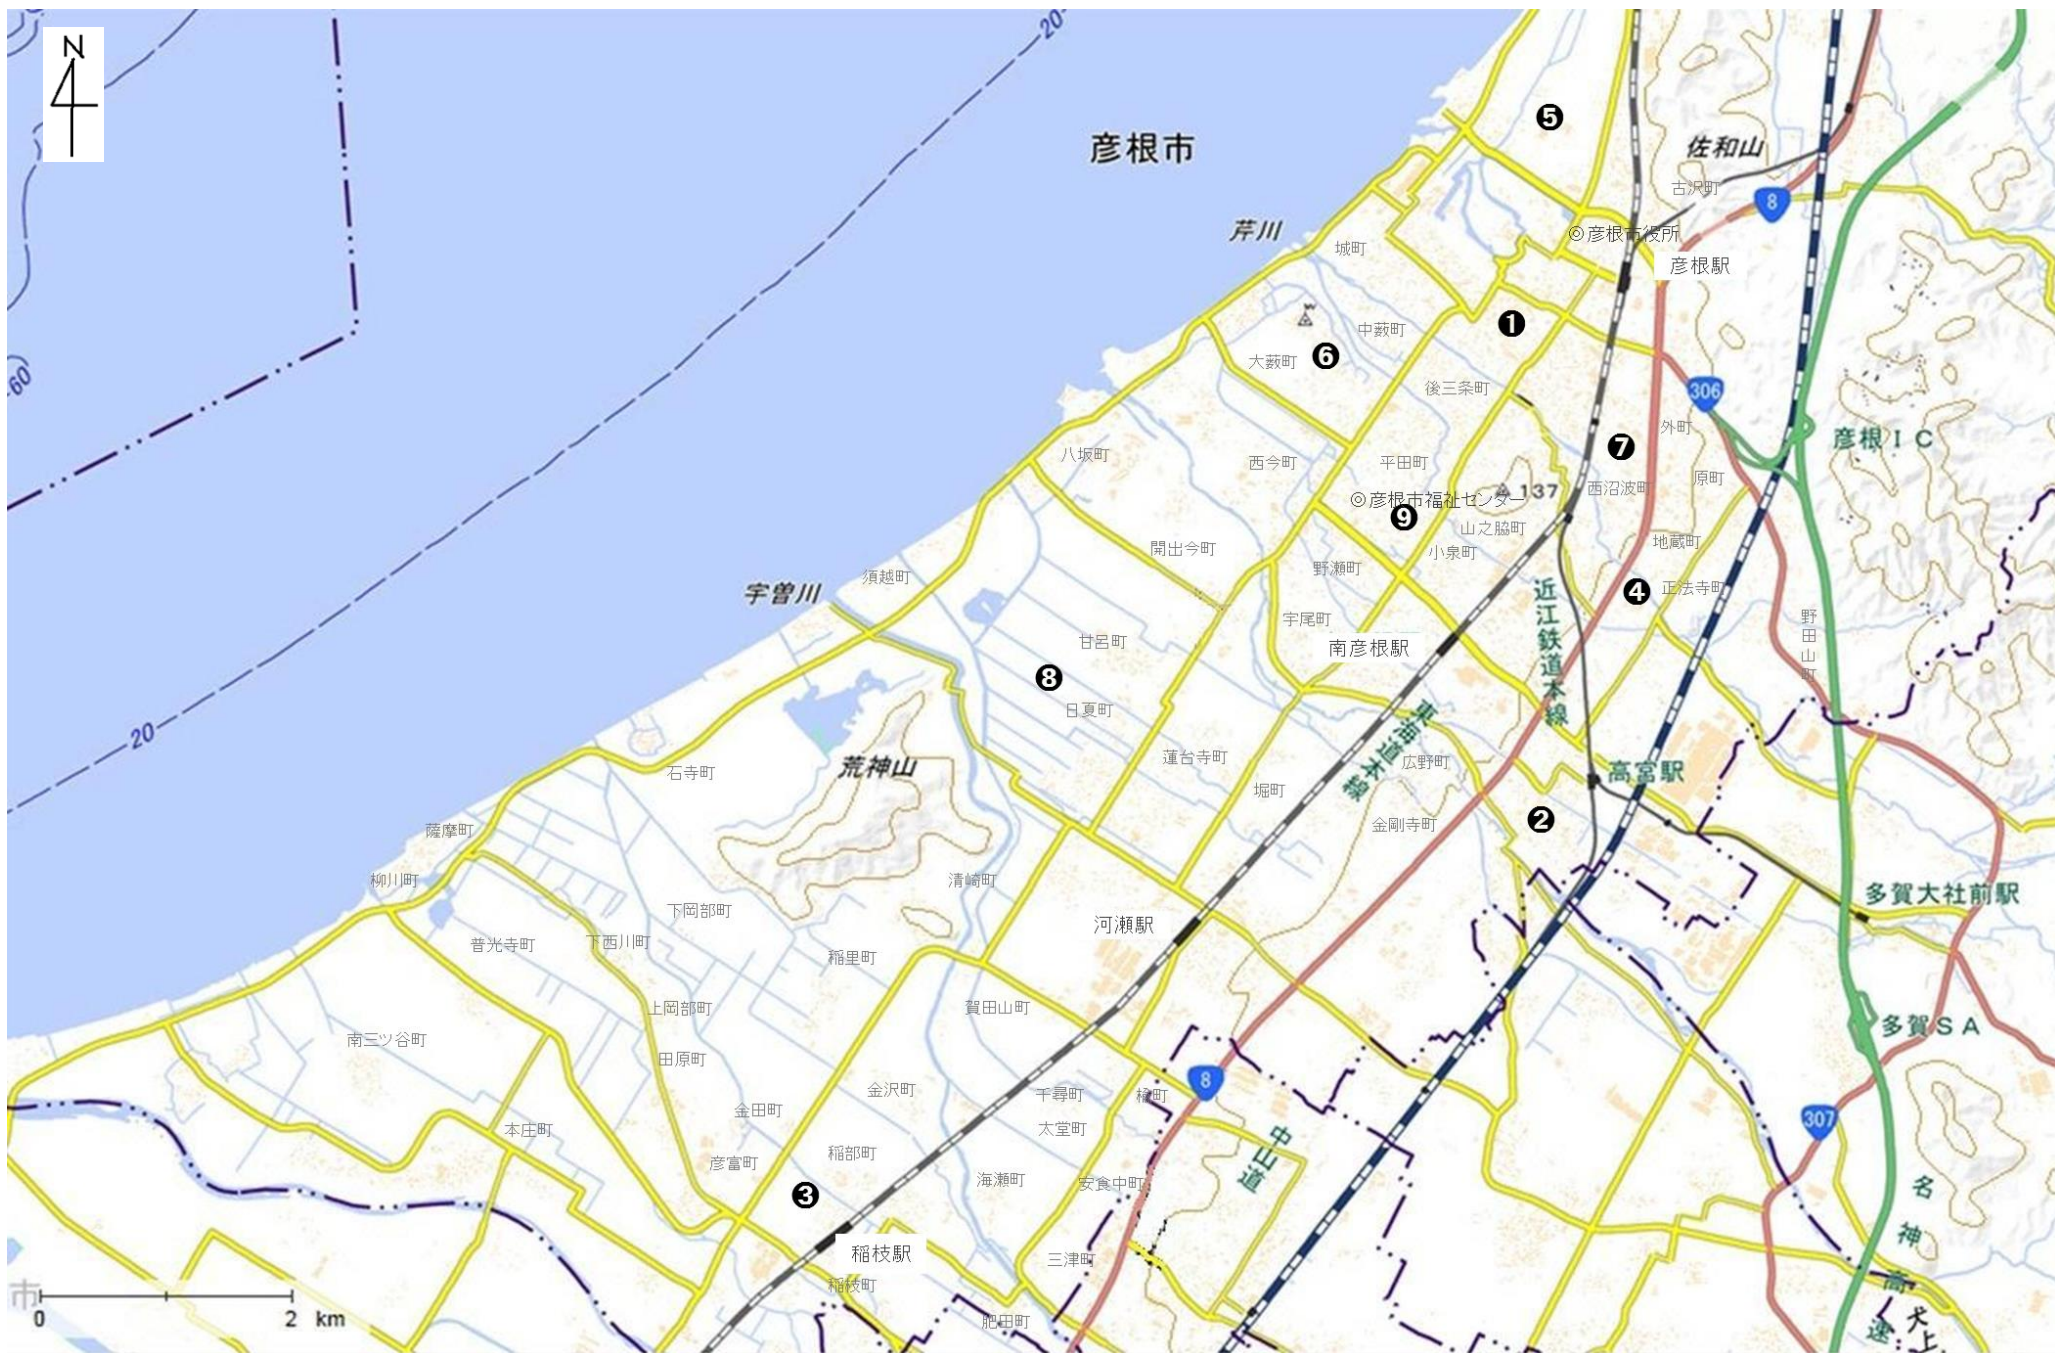 N
20
彦根市
❺
佐和山
古沢町
8
芹川
城町
◎彦根市役所
彦根駅
❶
中薮町
❻
大薮町
後三条町
306
外町
60
❼
彦根IC
八坂町
西今町
平田町
原町
西沼波町
137
◎彦根市福祉センター
❾
山之脇町
地蔵町
開出今町
小泉町
野瀬町
須越町
宇曽川
❹
正法寺町
近江鉄道本線
宇尾町
野田山町
甘呂町
南彦根駅
❽
日夏町
20
東海道本線
蓮台寺町
広野町
石寺町
荒神山
高宮駅
堀町
❷
金剛寺町
薩摩町
柳川町
清崎町
多賀大社前駅
下岡部町
河瀬駅
普光寺町
下西川町
稲里町
上岡部町
賀田山町
多賀SA
南三ツ谷町
田原町
8
金沢町
千尋町
金田町
307
本庄町
太堂町
中山道
稲部町
彦富町
海瀬町
安食中町
❸
名神高速
稲枝駅
三津町
稲枝町
市
犬上
肥田町
0
2 km